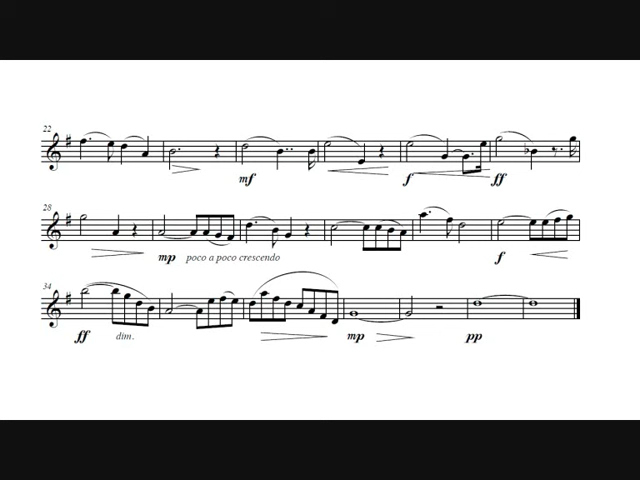 22
mf f ff
28
mp poco a poco crescendo f
34
ff dim. mp pp